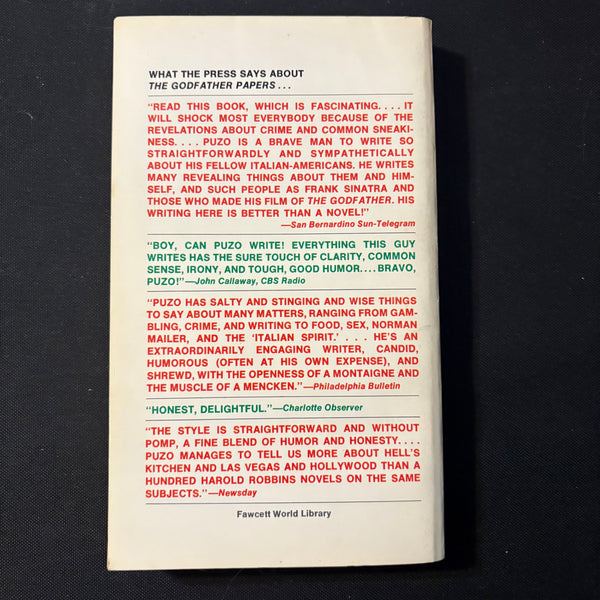 WHAT THE PRESS SAYS ABOUT
THE GODFATHER PAPERS . . .
"READ THIS BOOK, WHICH IS FASCINATING. . . . IT
WILL SHOCK MOST EVERYBODY BECAUSE OF THE
REVELATIONS ABOUT CRIME AND COMMON SNEAKI-
NESS. . . . PUZO IS A BRAVE MAN TO WRITE SO
STRAIGHTFORWARDLY AND SYMPATHETICALLY
ABOUT HIS FELLOW ITALIAN-AMERICANS. HE WRITES
MANY REVEALING THINGS ABOUT THEM AND HIM-
SELF, AND SUCH PEOPLE AS FRANK SINATRA AND
THOSE WHO MADE HIS FILM OF THE GODFATHER. HIS
WRITING HERE IS BETTER THAN A NOVEL!"
—San Bernardino Sun-Telegram
"BOY, CAN PUZO WRITE! EVERYTHING THIS GUY
WRITES HAS THE SURE TOUCH OF CLARITY, COMMON
SENSE, IRONY, AND TOUGH, GOOD HUMOR. . . . BRAVO,
PUZO!"—John Callaway, CBS Radio
"PUZO HAS SALTY AND STINGING AND WISE THINGS
TO SAY ABOUT MANY MATTERS, RANGING FROM GAM-
BLING, CRIME, AND WRITING TO FOOD, SEX, NORMAN
MAILER, AND THE 'ITALIAN SPIRIT.' . . . HE'S AN
EXTRAORDINARILY ENGAGING WRITER, CANDID,
HUMOROUS (OFTEN AT HIS OWN EXPENSE), AND
SHREWD, WITH THE OPENNESS OF A MONTAIGNE AND
THE MUSCLE OF A MENCKEN."—Philadelphia Bulletin
"HONEST, DELIGHTFUL."—Charlotte Observer
"THE STYLE IS STRAIGHTFORWARD AND WITHOUT
POMP, A FINE BLEND OF HUMOR AND HONESTY. . . .
PUZO MANAGES TO TELL US MORE ABOUT HELL'S
KITCHEN AND LAS VEGAS AND HOLLYWOOD THAN A
HUNDRED HAROLD ROBBINS NOVELS ON THE SAME
SUBJECTS."—Newsday
Fawcett World Library